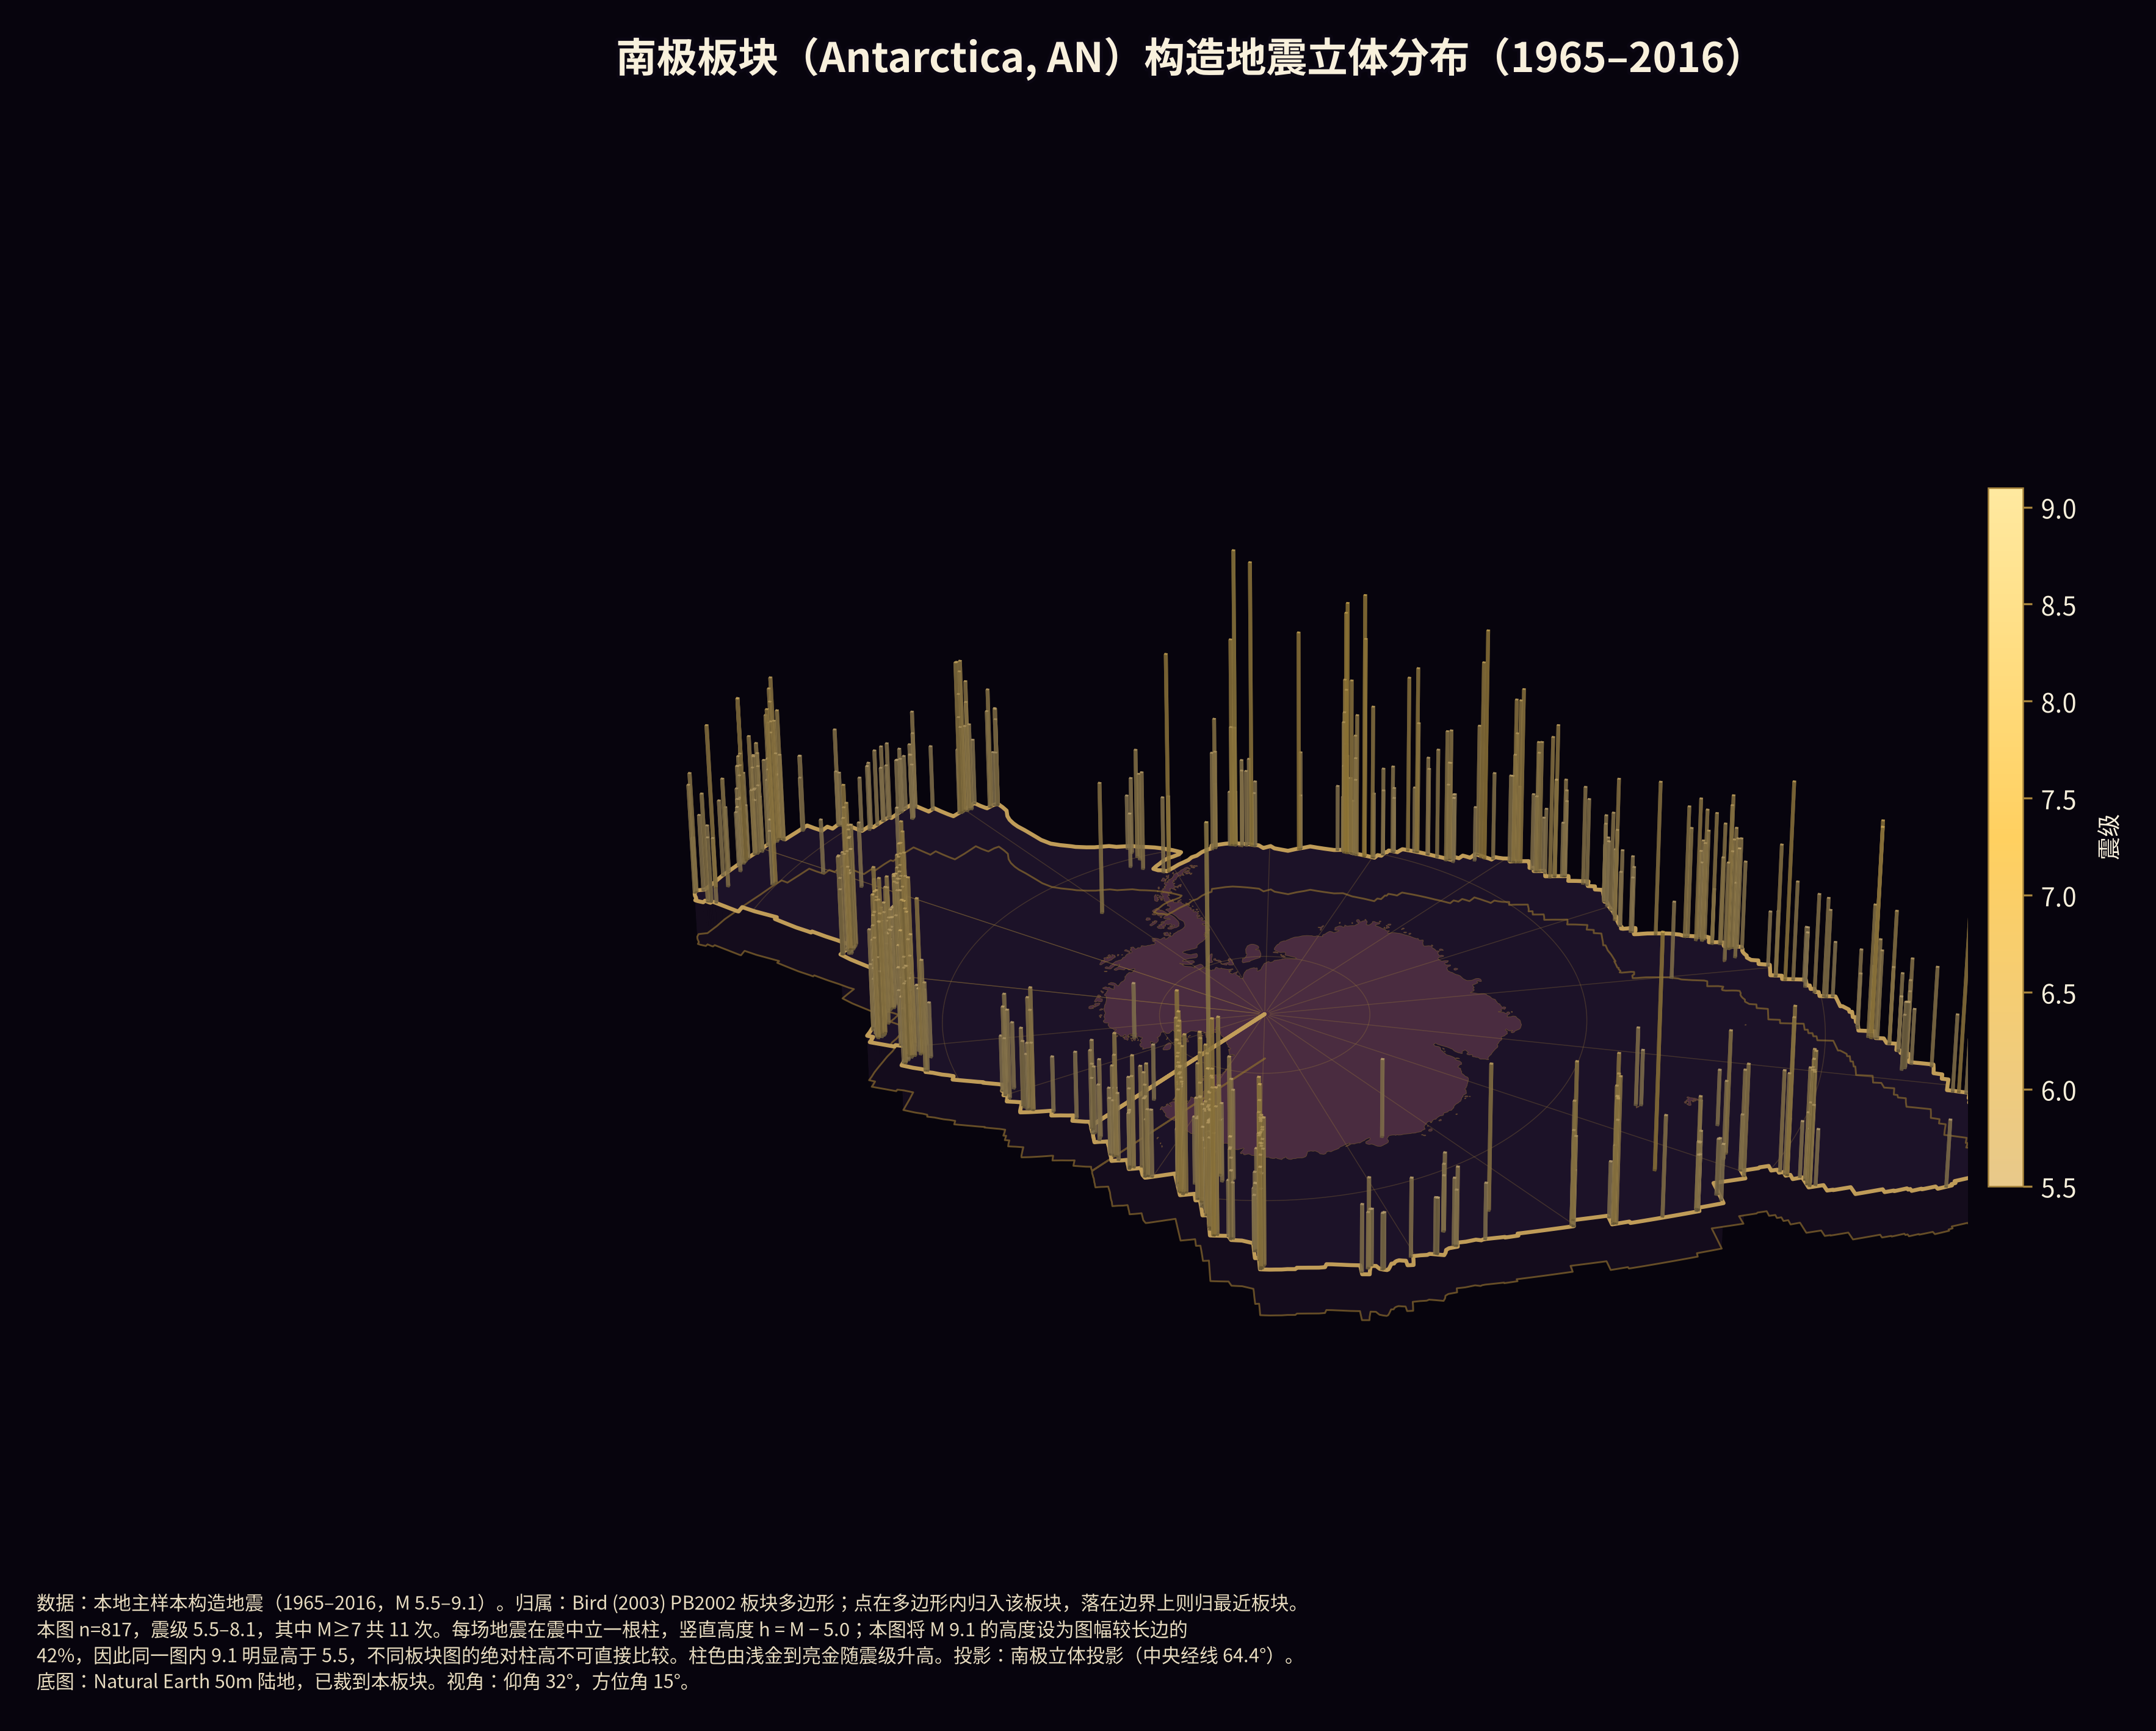 南极板块（Antarctica, AN）构造地震立体分布（1965–2016）
9.0
8.5
8.0
7.5
7.0
6.5
6.0
5.5
震级
数据：本地主样本构造地震（1965–2016，M 5.5–9.1）。归属：Bird (2003) PB2002 板块多边形；点在多边形内归入该板块，落在边界上则归最近板块。
本图 n=817，震级 5.5–8.1，其中 M≥7 共 11 次。每场地震在震中立一根柱，竖直高度 h = M − 5.0；本图将 M 9.1 的高度设为图幅较长边的
42%，因此同一图内 9.1 明显高于 5.5，不同板块图的绝对柱高不可直接比较。柱色由浅金到亮金随震级升高。投影：南极立体投影（中央经线 64.4°）。
底图：Natural Earth 50m 陆地，已裁到本板块。视角：仰角 32°，方位角 15°。